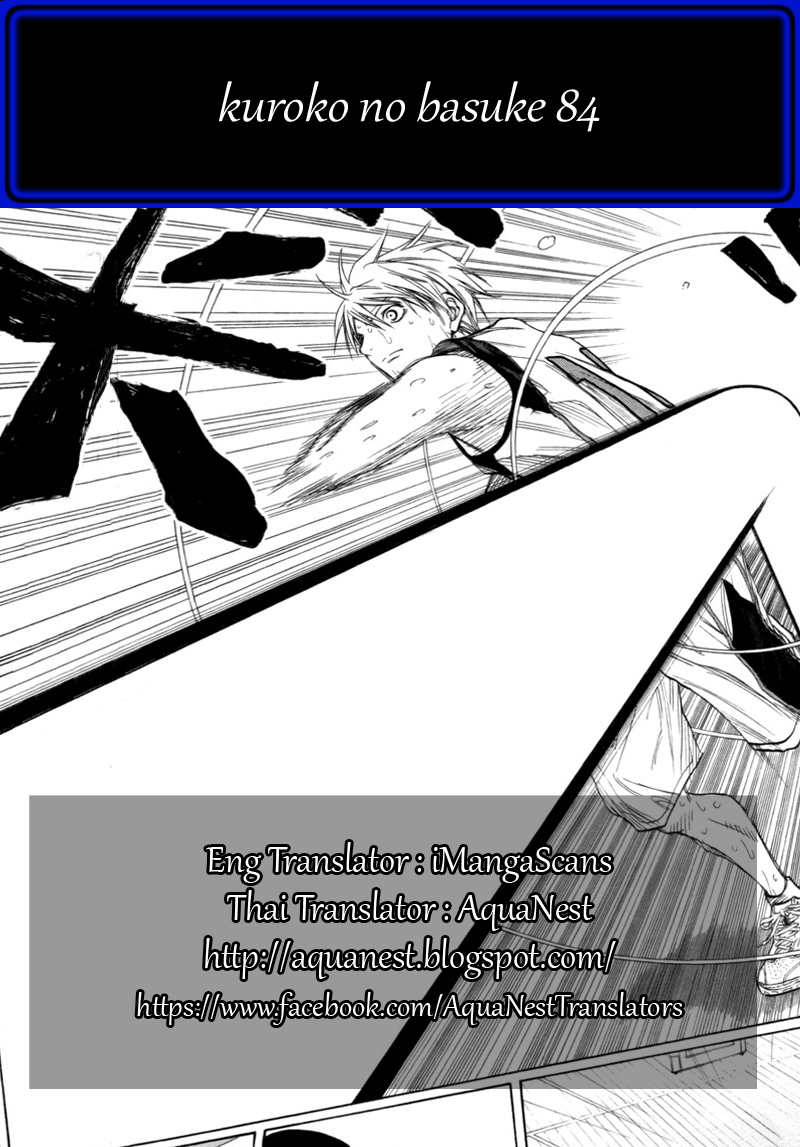 kuroko no basuke 84
Eng Translator : iMangaScans
Thai Translator : AquaNest
http://aquanest.blogspot.com/
https://www.facebook.com/AquaNestTranslators